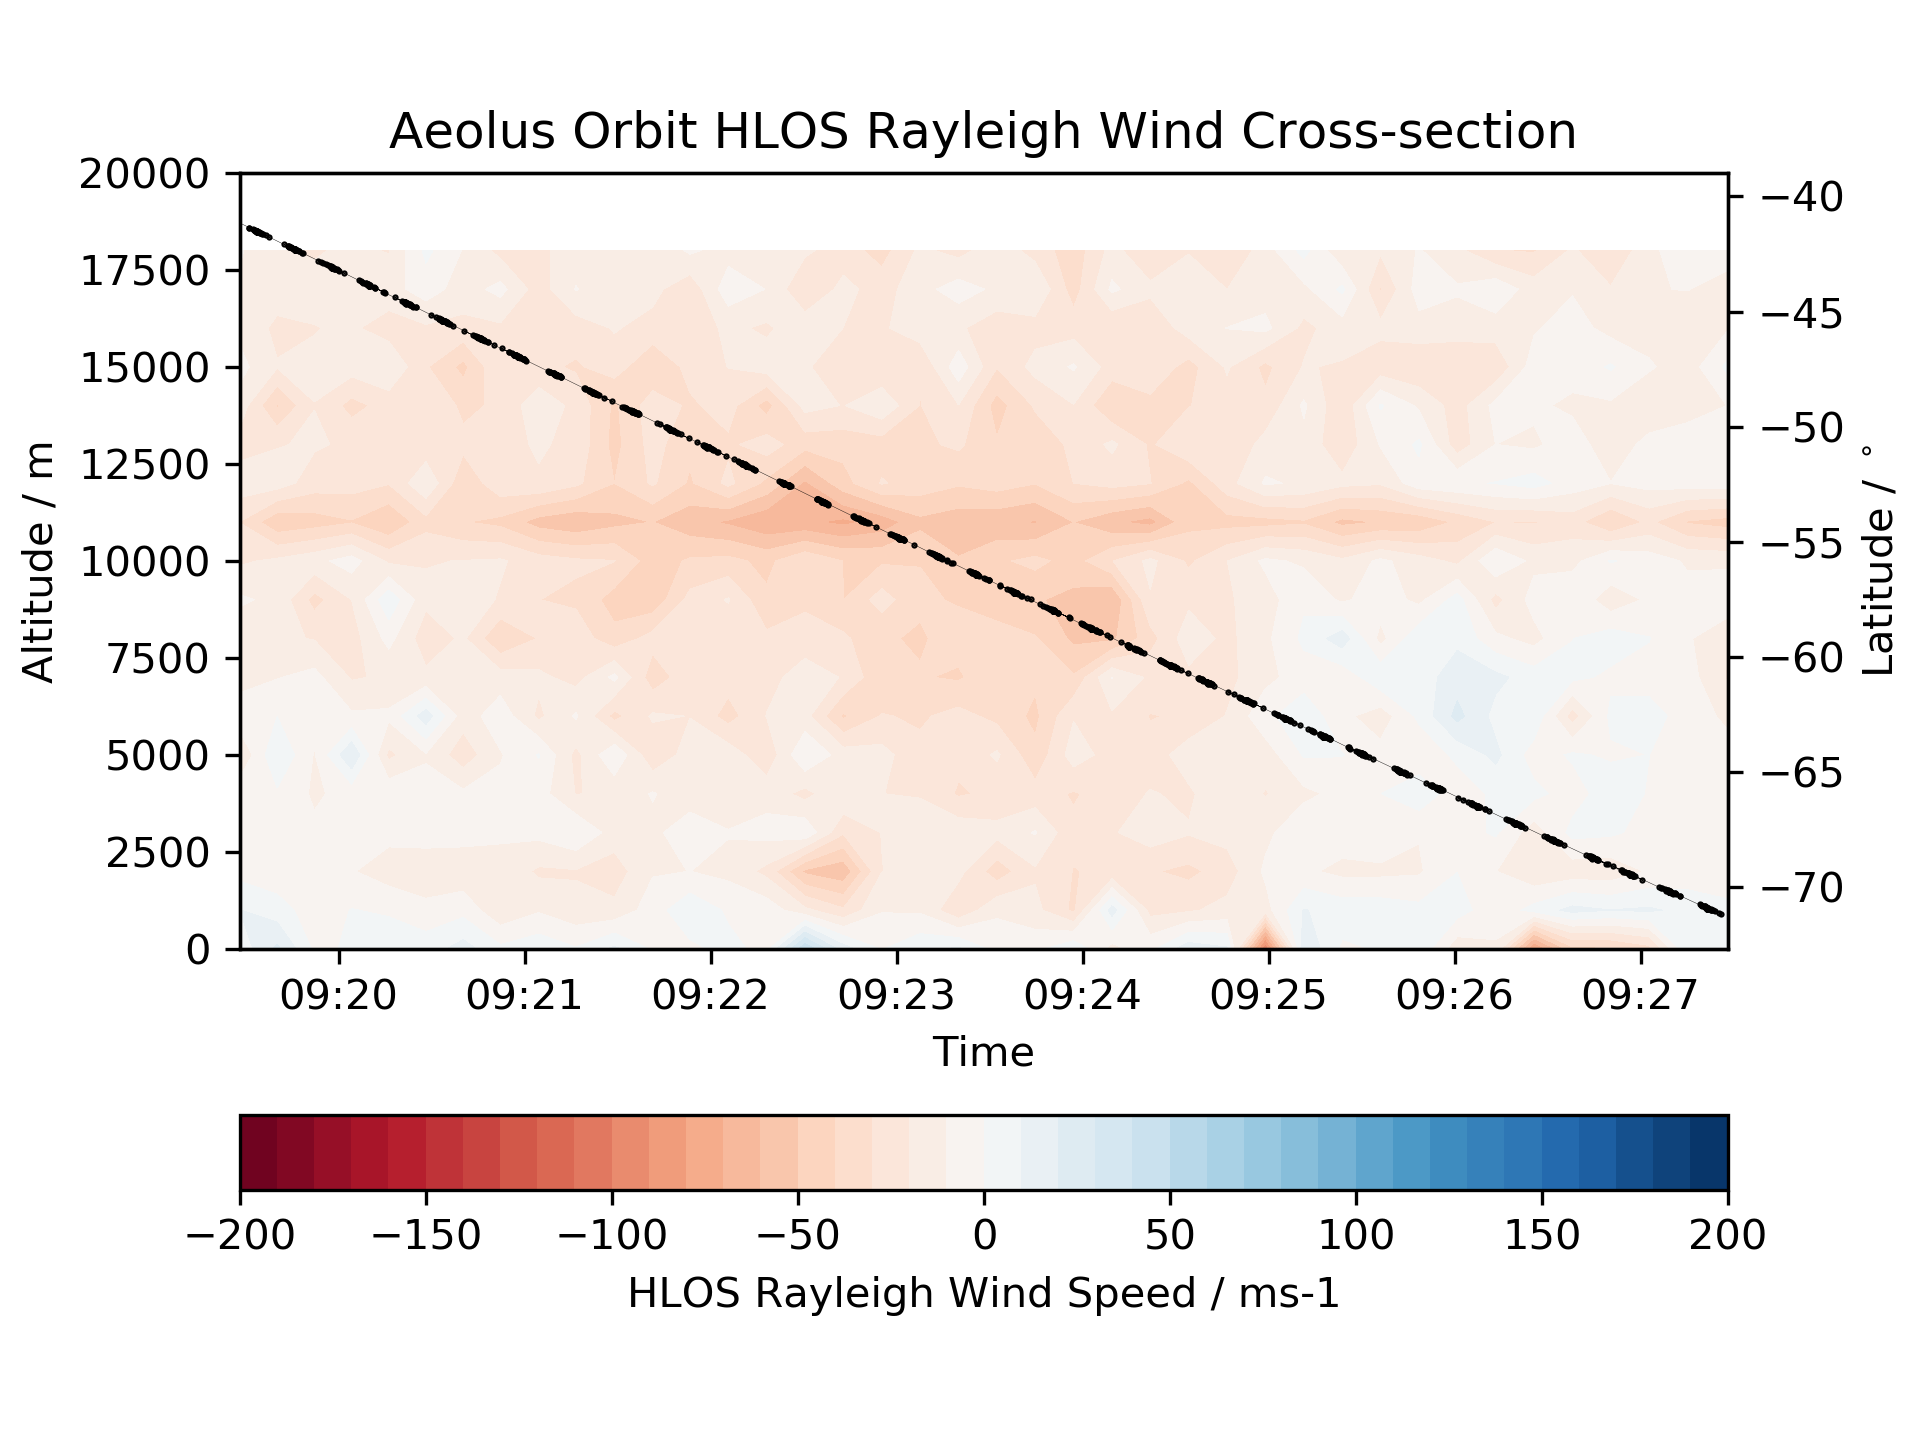 Aeolus Orbit HLOS Rayleigh Wind Cross-section
20000
17500
15000
12500
10000
7500
5000
2500
0
Altitude / m
−40
−45
−50
−55
−60
−65
−70
Latitude / °
09:20 09:21 09:22 09:23 09:24 09:25 09:26 09:27
Time
−200 −150 −100 −50 0 50 100 150 200
HLOS Rayleigh Wind Speed / ms-1